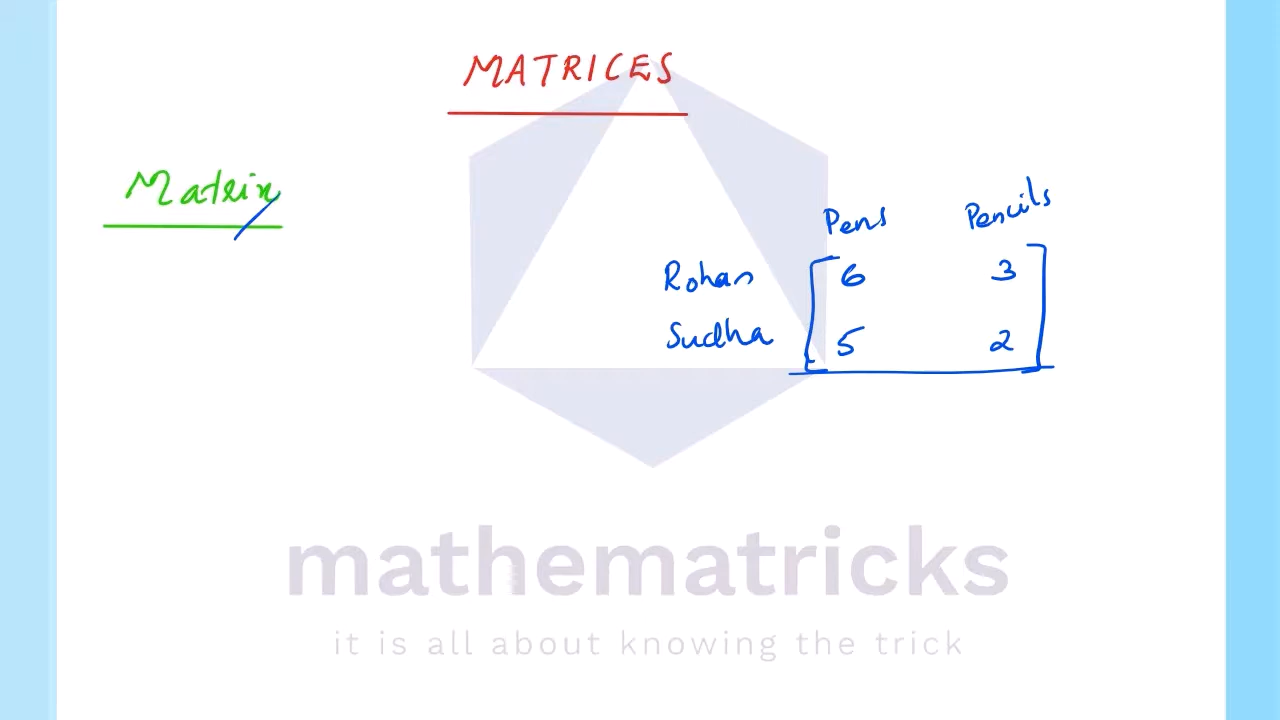 MATRICES
Matrix
Pens Pencils
Rohan 6 3
Sudha 5 2
mathematricks
it is all about knowing the trick